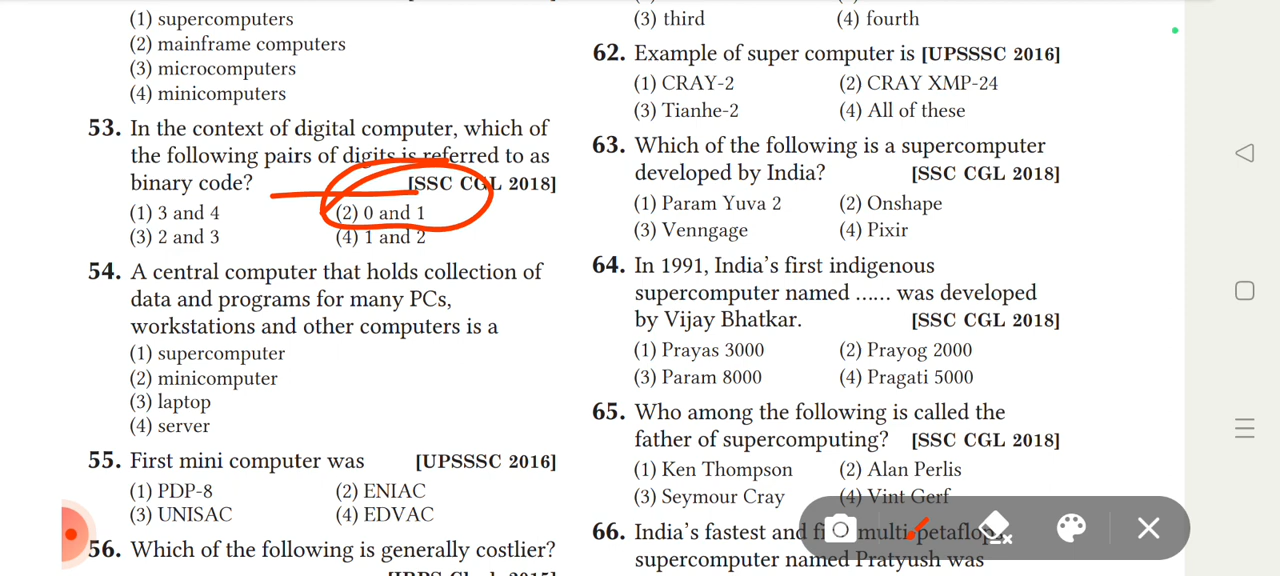 (1) supercomputers
(2) mainframe computers
(3) microcomputers
(4) minicomputers
53. In the context of digital computer, which of
the following pairs of digits is referred to as
binary code? [SSC CGL 2018]
(1) 3 and 4 (2) 0 and 1
(3) 2 and 3 (4) 1 and 2
54. A central computer that holds collection of
data and programs for many PCs,
workstations and other computers is a
(1) supercomputer
(2) minicomputer
(3) laptop
(4) server
55. First mini computer was [UPSSSC 2016]
(1) PDP-8 (2) ENIAC
(3) UNISAC (4) EDVAC
56. Which of the following is generally costlier?
(3) third (4) fourth
62. Example of super computer is [UPSSSC 2016]
(1) CRAY-2 (2) CRAY XMP-24
(3) Tianhe-2 (4) All of these
63. Which of the following is a supercomputer
developed by India? [SSC CGL 2018]
(1) Param Yuva 2 (2) Onshape
(3) Venngage (4) Pixir
64. In 1991, India's first indigenous
supercomputer named ...... was developed
by Vijay Bhatkar. [SSC CGL 2018]
(1) Prayas 3000 (2) Prayog 2000
(3) Param 8000 (4) Pragati 5000
65. Who among the following is called the
father of supercomputing? [SSC CGL 2018]
(1) Ken Thompson (2) Alan Perlis
(3) Seymour Cray (4) Vint Gerf
66. India's fastest and multi petaflops
supercomputer named Pratyush was